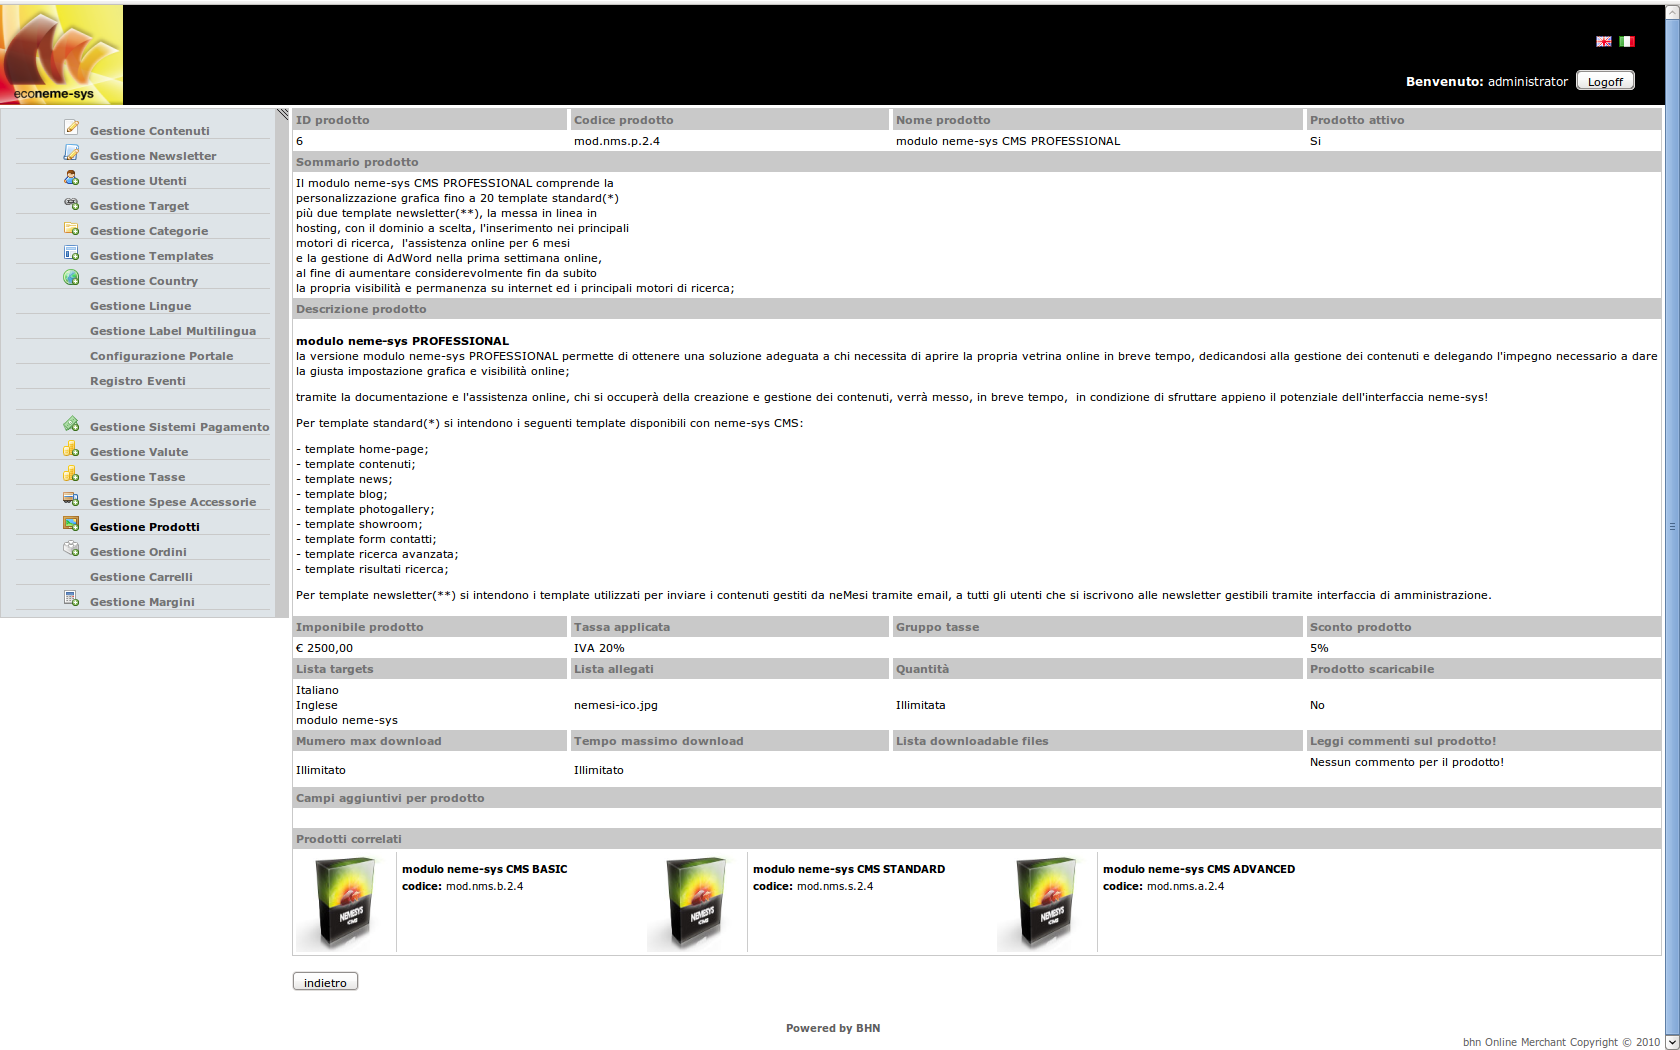 econeme-sys
Benvenuto: administrator Logoff
Gestione Contenuti
Gestione Newsletter
Gestione Utenti
Gestione Target
Gestione Categorie
Gestione Templates
Gestione Country
Gestione Lingue
Gestione Label Multilingua
Configurazione Portale
Registro Eventi
Gestione Sistemi Pagamento
Gestione Valute
Gestione Tasse
Gestione Spese Accessorie
Gestione Prodotti
Gestione Ordini
Gestione Carrelli
Gestione Margini
ID prodotto Codice prodotto Nome prodotto Prodotto attivo
6 mod.nms.p.2.4 modulo neme-sys CMS PROFESSIONAL Si
Sommario prodotto
Il modulo neme-sys CMS PROFESSIONAL comprende la
personalizzazione grafica fino a 20 template standard(*)
più due template newsletter(**), la messa in linea in
hosting, con il dominio a scelta, l'inserimento nei principali
motori di ricerca, l'assistenza online per 6 mesi
e la gestione di AdWord nella prima settimana online,
al fine di aumentare considerevolmente fin da subito
la propria visibilità e permanenza su internet ed i principali motori di ricerca;
Descrizione prodotto
modulo neme-sys PROFESSIONAL
la versione modulo neme-sys PROFESSIONAL permette di ottenere una soluzione adeguata a chi necessita di aprire la propria vetrina online in breve tempo, dedicandosi alla gestione dei contenuti e delegando l'impegno necessario a dare
la giusta impostazione grafica e visibilità online;
tramite la documentazione e l'assistenza online, chi si occuperà della creazione e gestione dei contenuti, verrà messo, in breve tempo, in condizione di sfruttare appieno il potenziale dell'interfaccia neme-sys!
Per template standard(*) si intendono i seguenti template disponibili con neme-sys CMS:
- template home-page;
- template contenuti;
- template news;
- template blog;
- template photogallery;
- template showroom;
- template form contatti;
- template ricerca avanzata;
- template risultati ricerca;
Per template newsletter(**) si intendono i template utilizzati per inviare i contenuti gestiti da neMesi tramite email, a tutti gli utenti che si iscrivono alle newsletter gestibili tramite interfaccia di amministrazione.
Imponibile prodotto Tassa applicata Gruppo tasse Sconto prodotto
€ 2500,00 IVA 20% 5%
Lista targets Lista allegati Quantità Prodotto scaricabile
Italiano
Inglese nemesi-ico.jpg Illimitata No
modulo neme-sys
Mumero max download Tempo massimo download Lista downloadable files Leggi commenti sul prodotto!
Illimitato Illimitato Nessun commento per il prodotto!
Campi aggiuntivi per prodotto
Prodotti correlati
modulo neme-sys CMS BASIC modulo neme-sys CMS STANDARD modulo neme-sys CMS ADVANCED
codice: mod.nms.b.2.4 codice: mod.nms.s.2.4 codice: mod.nms.a.2.4
NEMESYS NEMESYS NEMESYS
CMS CMS CMS
indietro
Powered by BHN
bhn Online Merchant Copyright © 2010